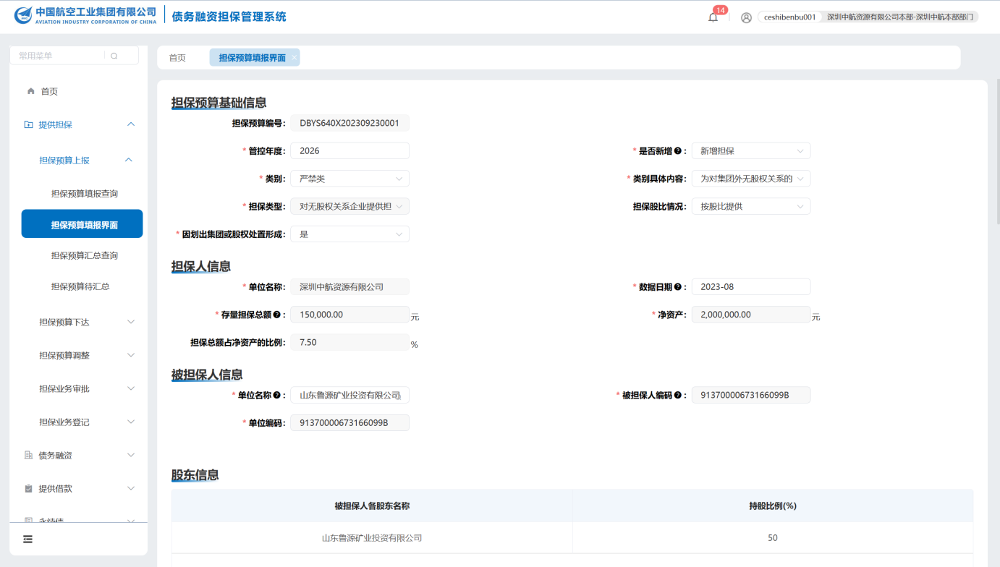 中国航空工业集团有限公司
AVIATION INDUSTRY CORPORATION OF CHINA
债务融资担保管理系统
14
ceshibenbu001
深圳中航资源有限公司本部-深圳中航本部部门
常用菜单
首页
担保预算填报界面
首页
提供担保
担保预算上报
担保预算填报查询
担保预算填报界面
担保预算汇总查询
担保预算待汇总
担保预算下达
担保预算调整
担保业务审批
担保业务登记
债务融资
提供借款
永续债
担保预算基础信息
担保预算编号: DBYS640X202309230001
* 管控年度: 2026
* 是否新增 : 新增担保
* 类别: 严禁类
* 类别具体内容: 为对集团外无股权关系的
* 担保类型: 对无股权关系企业提供担
担保股比情况: 按股比提供
* 因划出集团或股权处置形成: 是
担保人信息
* 单位名称: 深圳中航资源有限公司
* 数据日期 : 2023-08
* 存量担保总额 : 150,000.00 元
* 净资产: 2,000,000.00 元
担保总额占净资产的比例: 7.50 %
被担保人信息
* 单位名称 : 山东鲁源矿业投资有限公司
* 被担保人编码 : 91370000673166099B
* 单位编码: 91370000673166099B
股东信息
被担保人各股东名称 持股比例(%)
山东鲁源矿业投资有限公司 50